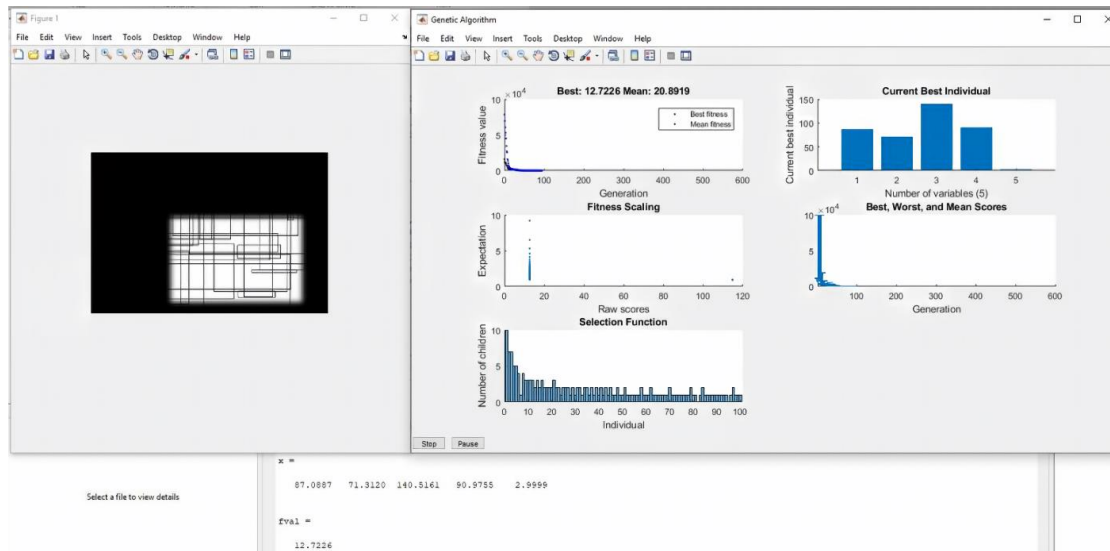 Figure 1
File Edit View Insert Tools Desktop Window Help
Genetic Algorithm
File Edit View Insert Tools Desktop Window Help
Best: 12.7226 Mean: 20.8919
×10^4
Fitness value
10
5
0
Best fitness
Mean fitness
0 100 200 300 400 500 600
Generation
Current Best Individual
Current best individual
150
100
50
0
1 2 3 4 5
Number of variables (5)
Fitness Scaling
Expectation
10
5
0
0 20 40 60 80 100 120
Raw scores
Best, Worst, and Mean Scores
×10^4
10
5
0
100 200 300 400 500 600
Generation
Selection Function
Number of children
10
5
0
0 10 20 30 40 50 60 70 80 90 100
Individual
Stop Pause
Select a file to view details
x =
87.0887 71.3120 140.5161 90.9755 2.9999
fval =
12.7226